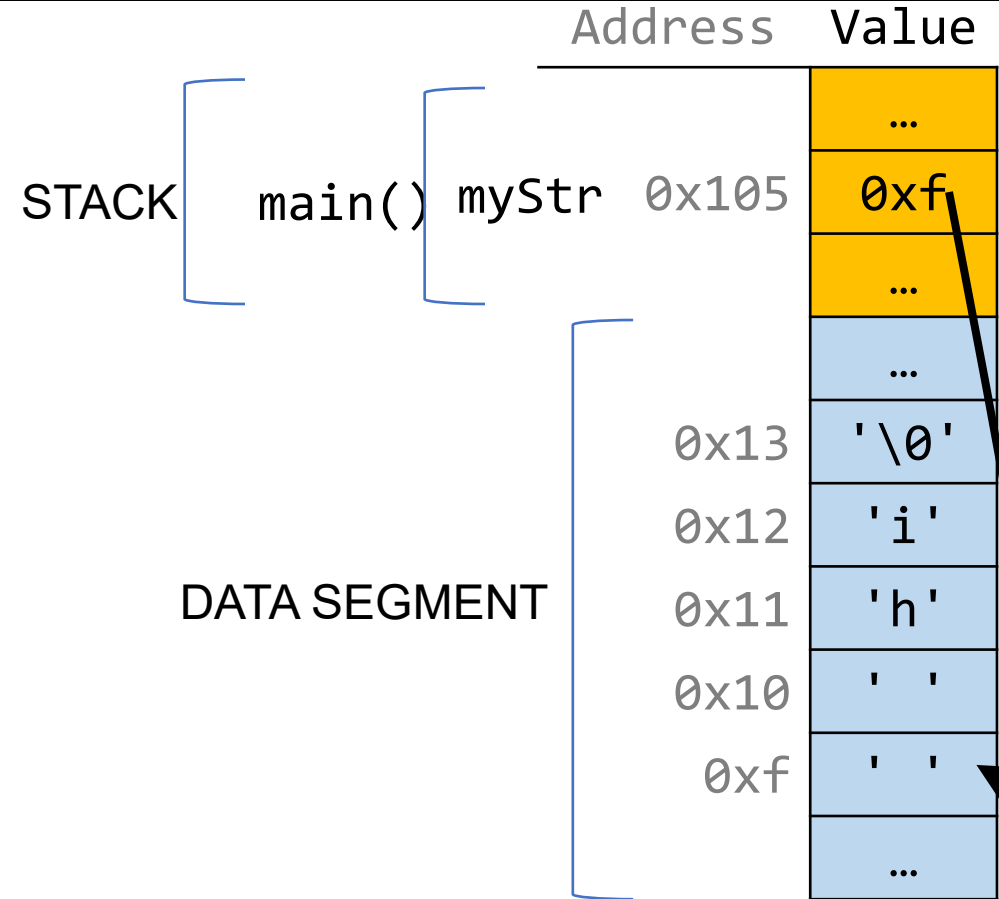 Address Value
…
STACK main() myStr 0x105 0xf
…
…
0x13 '\0'
0x12 'i'
DATA SEGMENT 0x11 'h'
0x10 ' '
0xf ' '
…